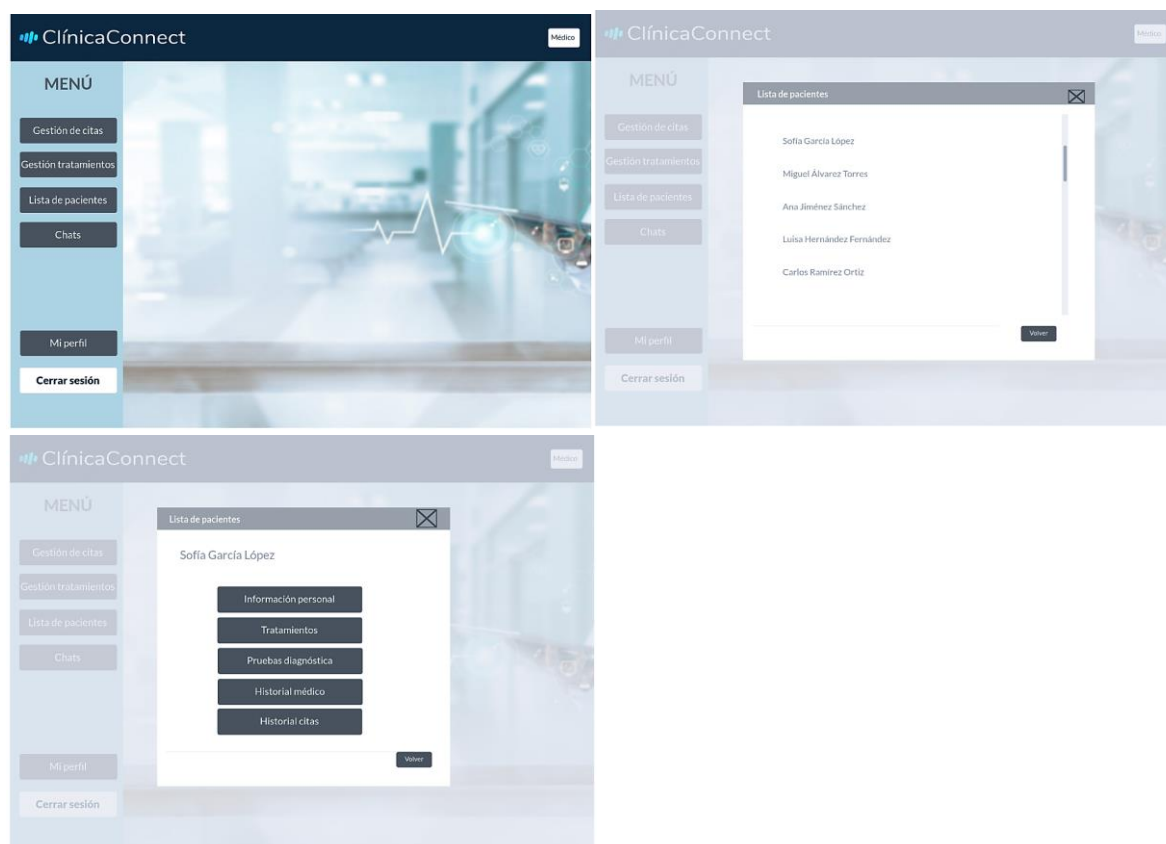 ClínicaConnect
Médico
MENÚ
Gestión de citas
Gestión tratamientos
Lista de pacientes
Chats
Mi perfil
Cerrar sesión
ClínicaConnect
Médico
MENÚ
Gestión de citas
Gestión tratamientos
Lista de pacientes
Chats
Mi perfil
Cerrar sesión
Lista de pacientes
Sofía García López
Miguel Álvarez Torres
Ana Jiménez Sánchez
Luisa Hernández Fernández
Carlos Ramírez Ortiz
Volver
ClínicaConnect
Médico
MENÚ
Gestión de citas
Gestión tratamientos
Lista de pacientes
Chats
Mi perfil
Cerrar sesión
Lista de pacientes
Sofía García López
Información personal
Tratamientos
Pruebas diagnóstica
Historial médico
Historial citas
Volver